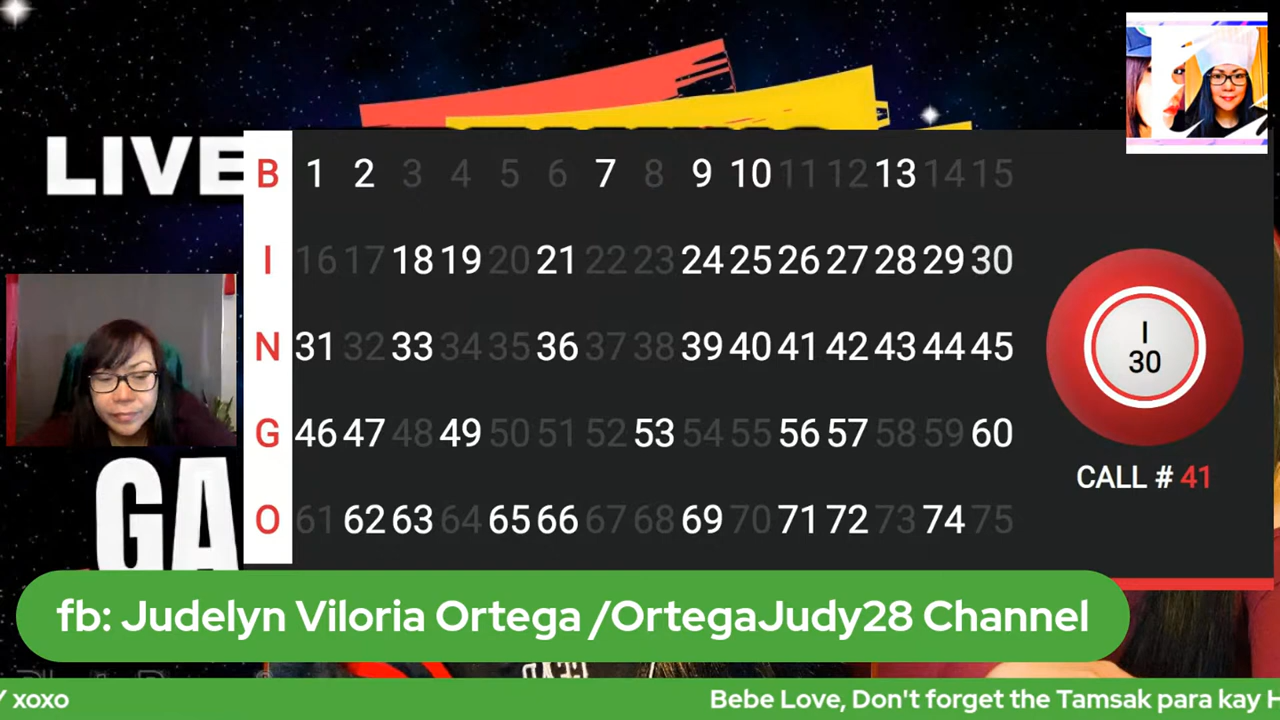 LIVE
B 1 2 3 4 5 6 7 8 9 10 11 12 13 14 15
I 16 17 18 19 20 21 22 23 24 25 26 27 28 29 30
N 31 32 33 34 35 36 37 38 39 40 41 42 43 44 45
G 46 47 48 49 50 51 52 53 54 55 56 57 58 59 60
O 61 62 63 64 65 66 67 68 69 70 71 72 73 74 75
I
30
CALL # 41
GA
fb: Judelyn Viloria Ortega /OrtegaJudy28 Channel
xoxo Bebe Love, Don't forget the Tamsak para kay H